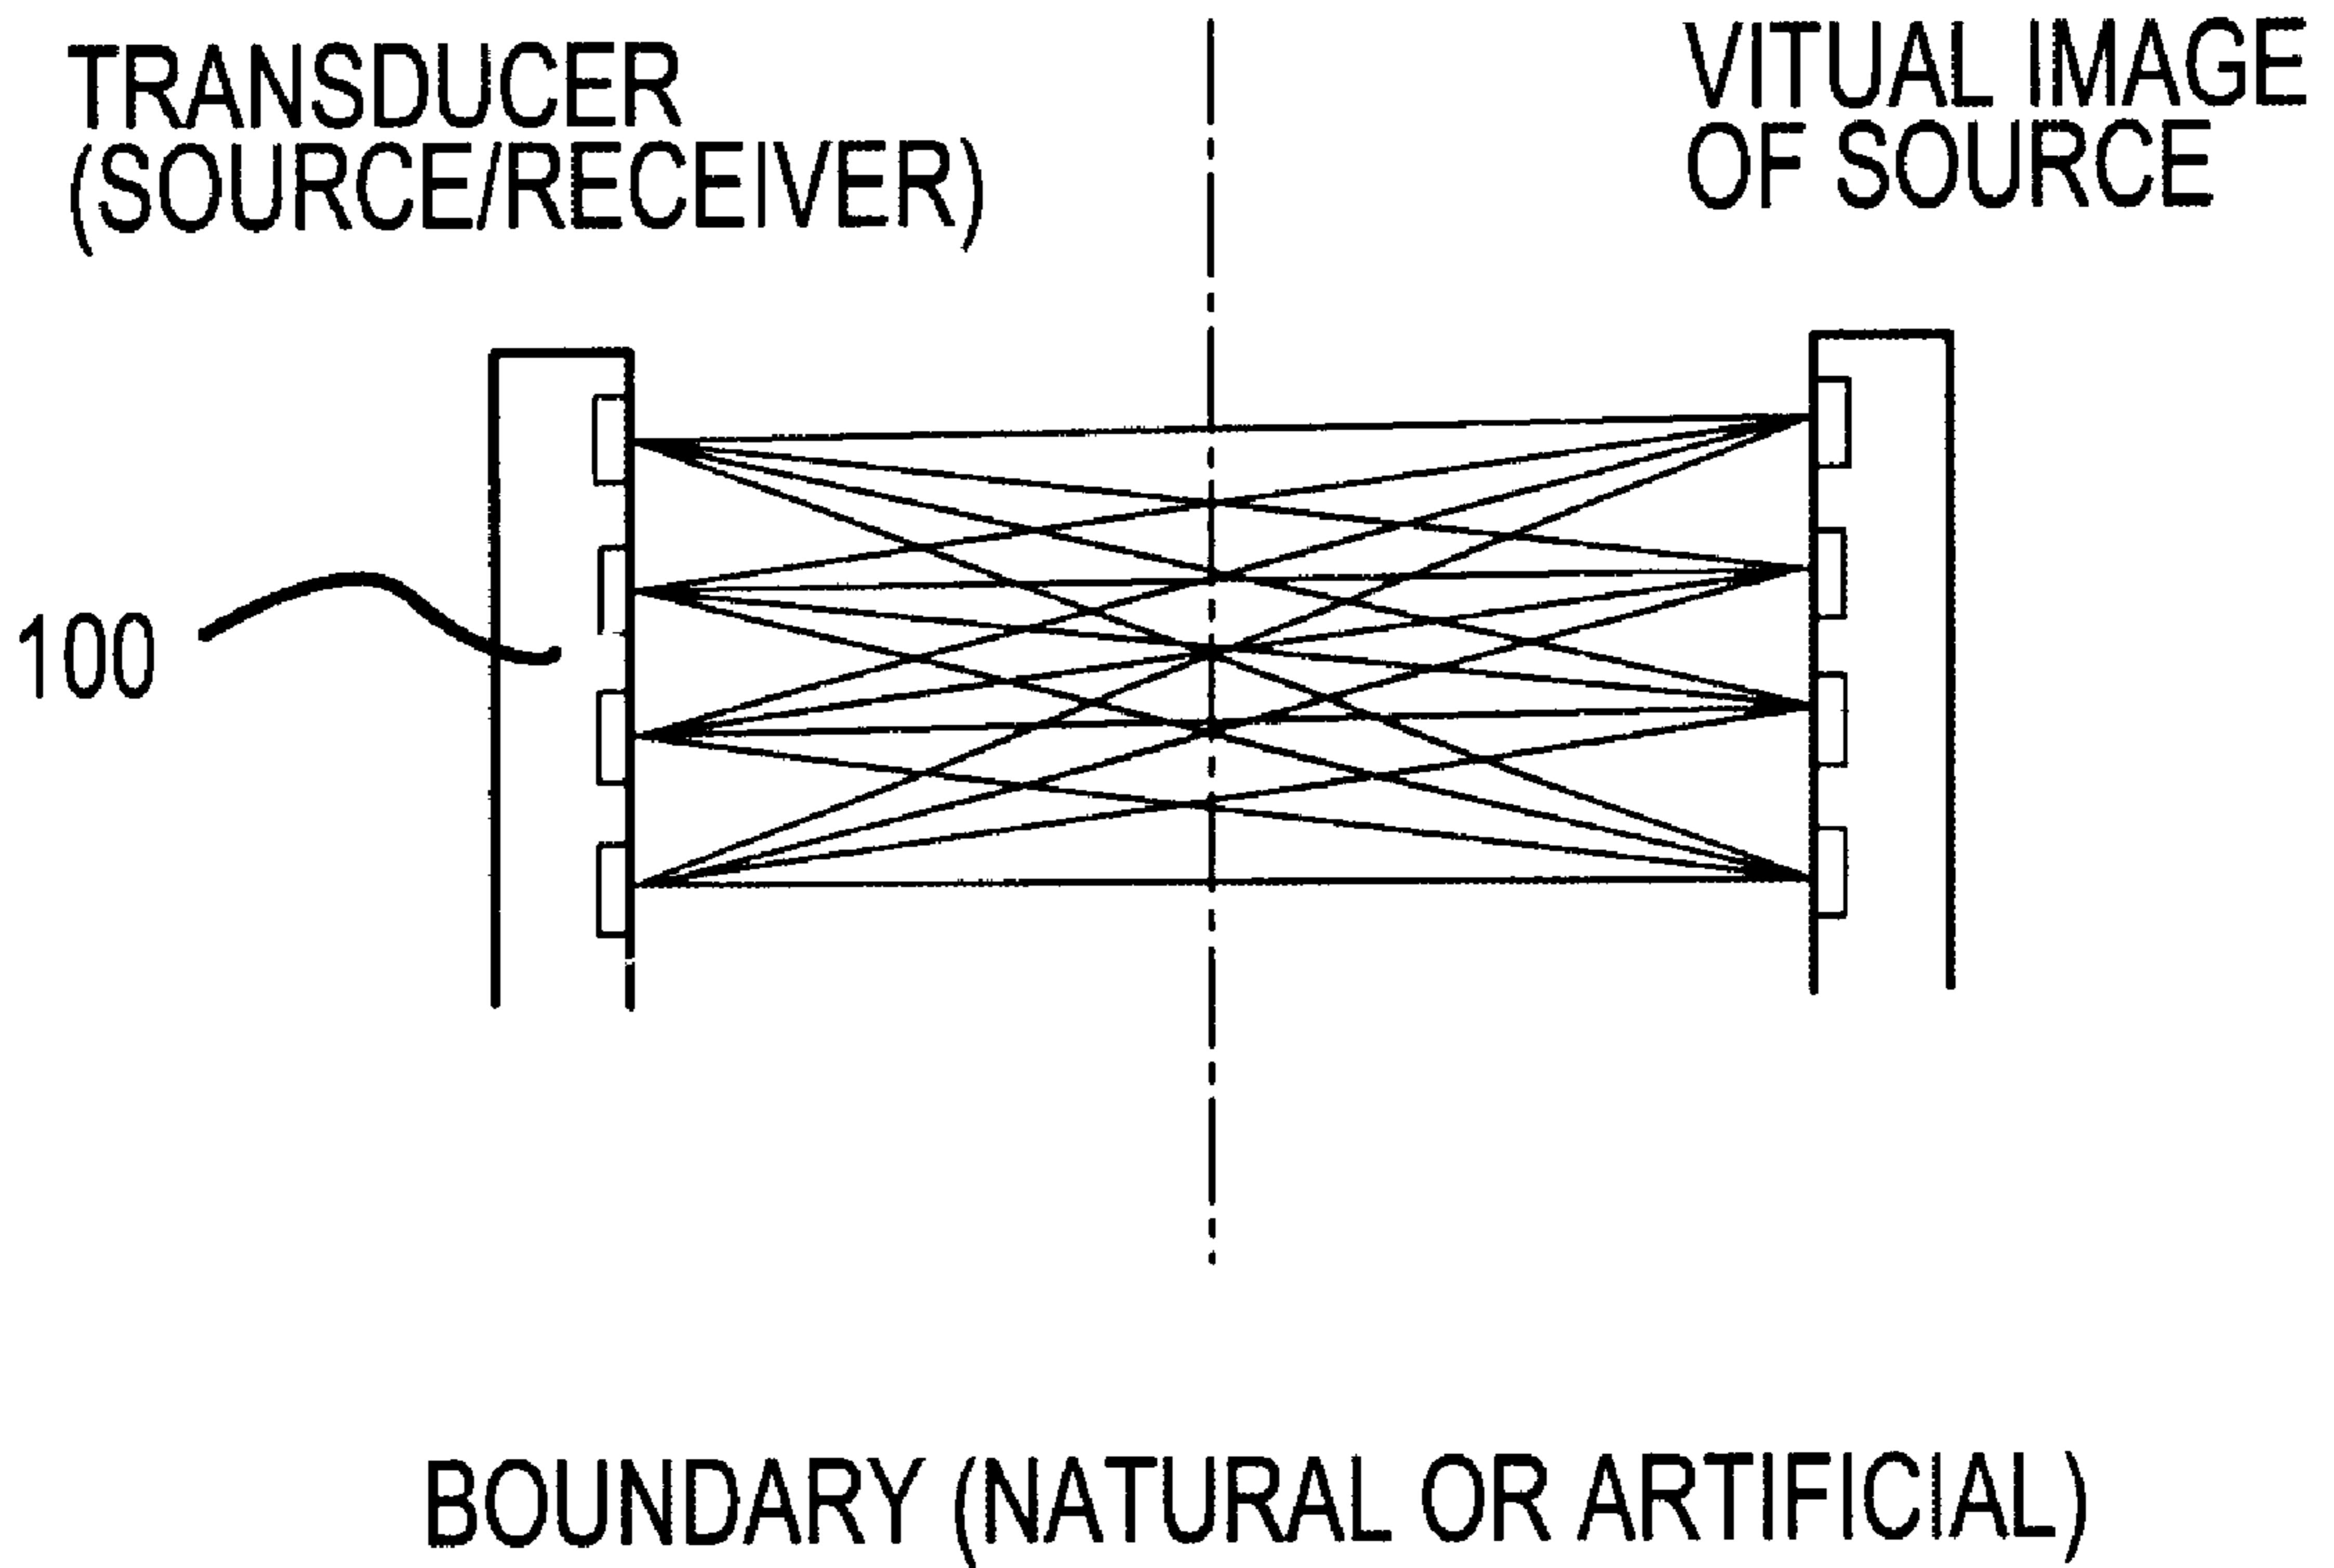 TRANSDUCER
(SOURCE/RECEIVER)
VITUAL IMAGE
OF SOURCE
100
BOUNDARY (NATURAL OR ARTIFICIAL)